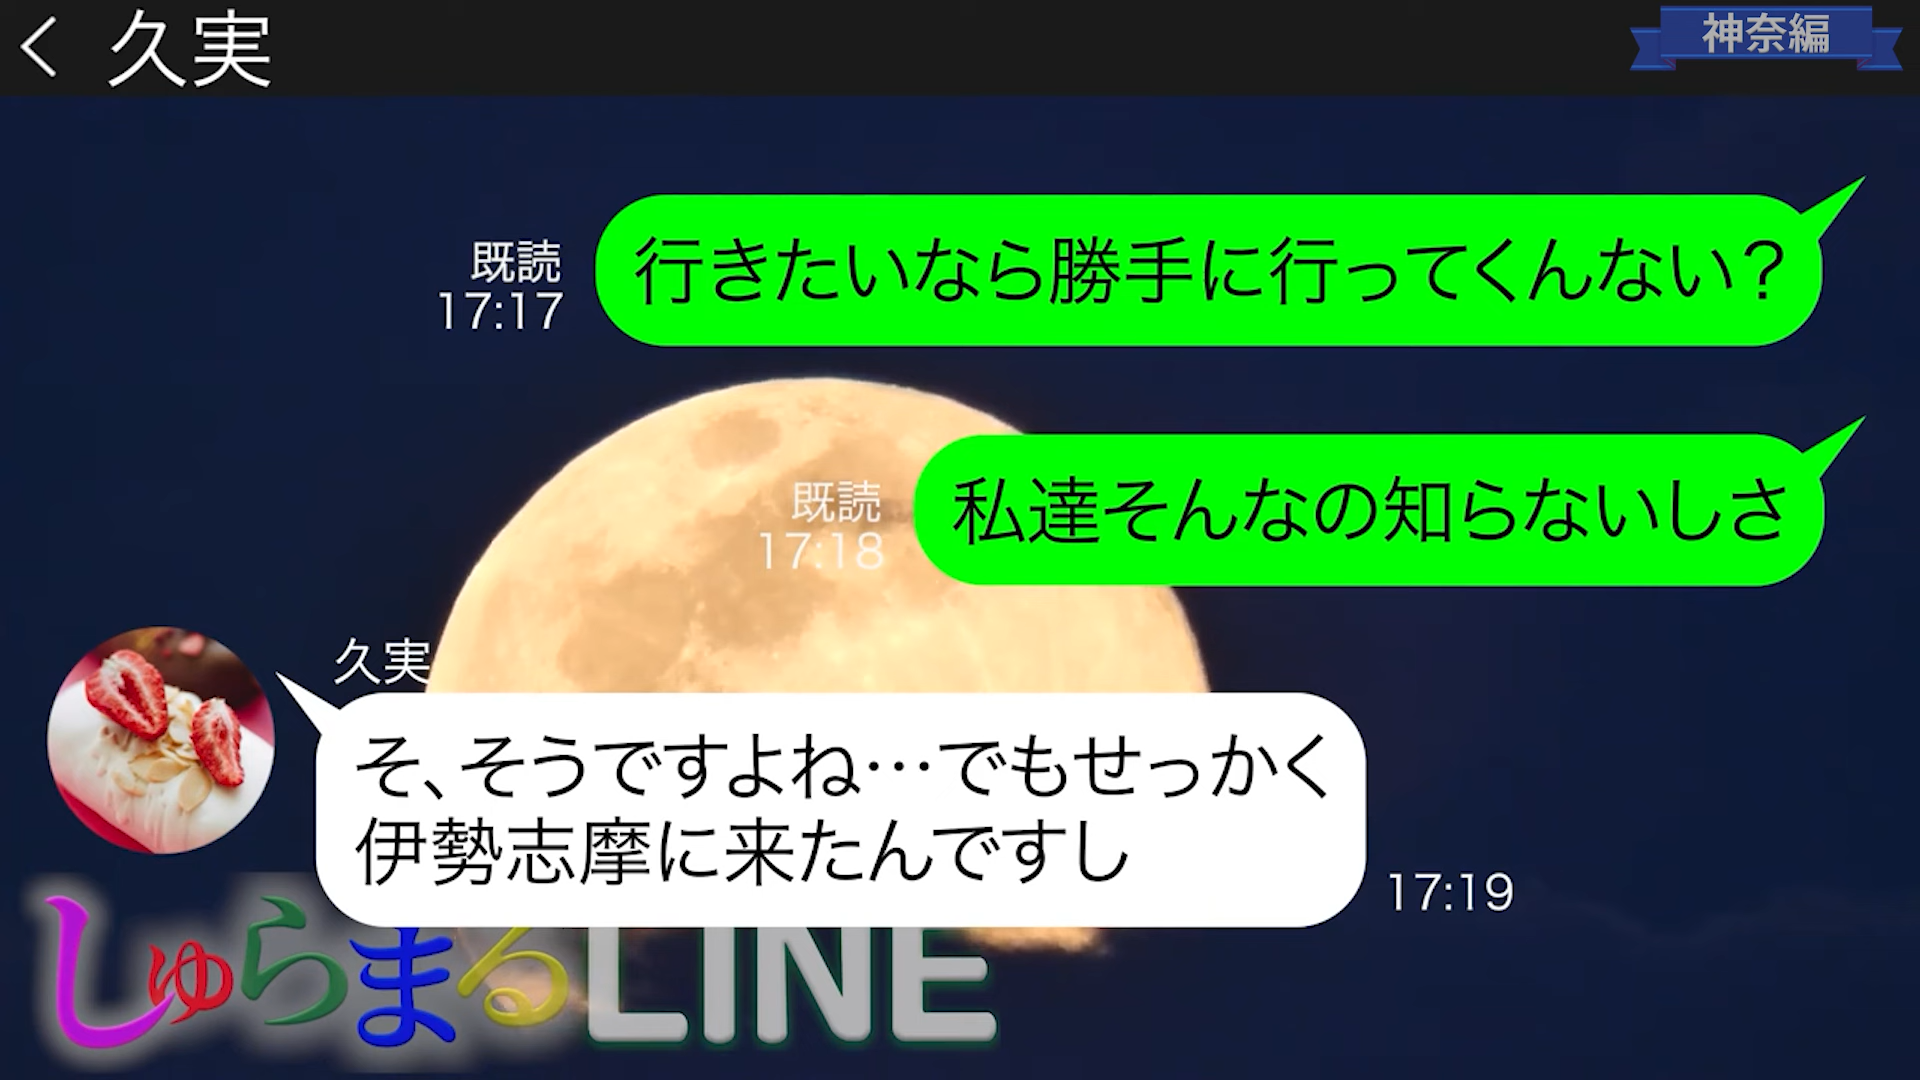 久実
神奈編
行きたいなら勝手に行ってくんない?
既読
17:17
私達そんなの知らないしさ
既読
17:18
久実
そ、そうですよね…でもせっかく
伊勢志摩に来たんですし
17:19
しゅらまるLINE